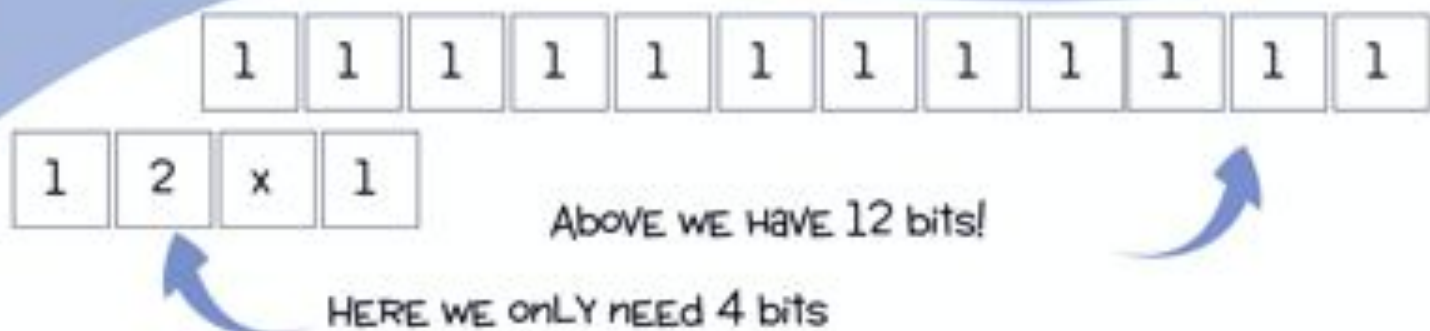 1 1 1 1 1 1 1 1 1 1 1 1
1 2 x 1
Above we have 12 bits!
Here we only need 4 bits